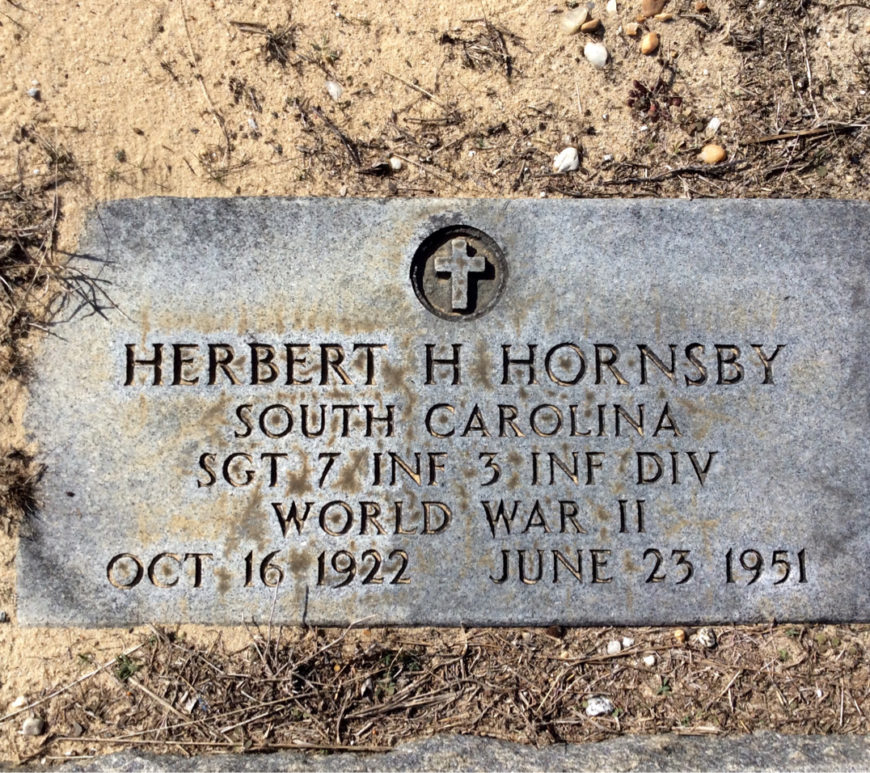 HERBERT H HORNSBY
SOUTH CAROLINA
SGT 7 INF 3 INF DIV
WORLD WAR II
OCT 16 1922 JUNE 23 1951